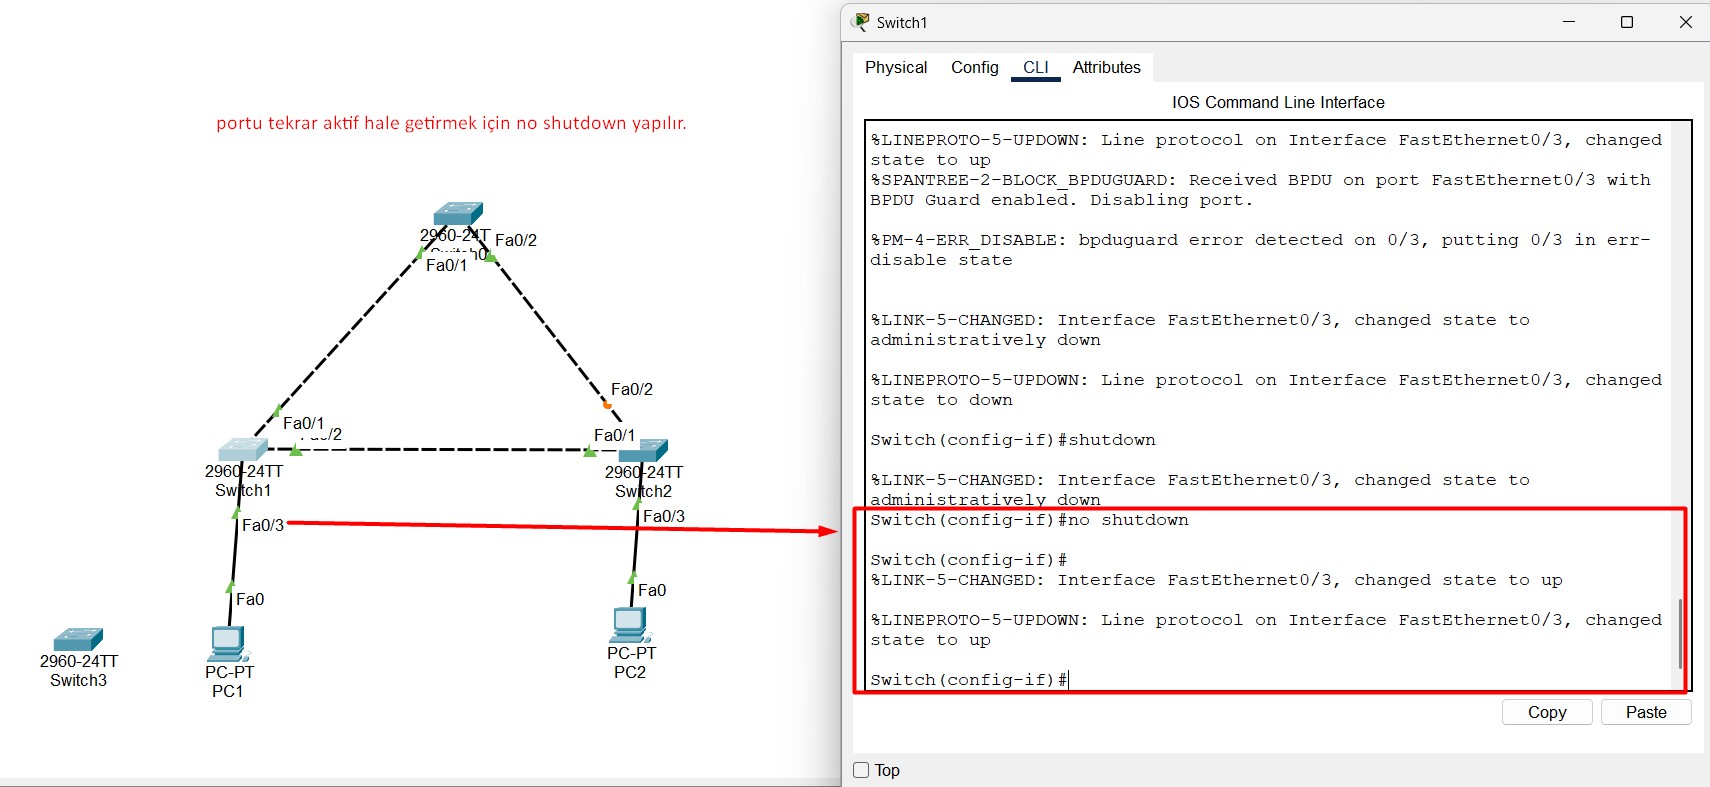 Switch1
Physical Config CLI Attributes
IOS Command Line Interface
%LINEPROTO-5-UPDOWN: Line protocol on Interface FastEthernet0/3, changed
state to up
%SPANTREE-2-BLOCK_BPDUGUARD: Received BPDU on port FastEthernet0/3 with
BPDU Guard enabled. Disabling port.
%PM-4-ERR_DISABLE: bpduguard error detected on 0/3, putting 0/3 in err-
disable state
%LINK-5-CHANGED: Interface FastEthernet0/3, changed state to
administratively down
%LINEPROTO-5-UPDOWN: Line protocol on Interface FastEthernet0/3, changed
state to down
Switch(config-if)#shutdown
%LINK-5-CHANGED: Interface FastEthernet0/3, changed state to
administratively down
Switch(config-if)#no shutdown
Switch(config-if)#
%LINK-5-CHANGED: Interface FastEthernet0/3, changed state to up
%LINEPROTO-5-UPDOWN: Line protocol on Interface FastEthernet0/3, changed
state to up
Switch(config-if)#
Copy Paste
Top
portu tekrar aktif hale getirmek için no shutdown yapılır.
2960-24T
Fa0/2
Fa0/1
Fa0/2
Fa0/1
Fa0/1
2960-24TT
Switch1
2960-24TT
Switch2
Fa0/3
Fa0/3
Fa0
Fa0
2960-24TT
Switch3
PC-PT
PC1
PC-PT
PC2